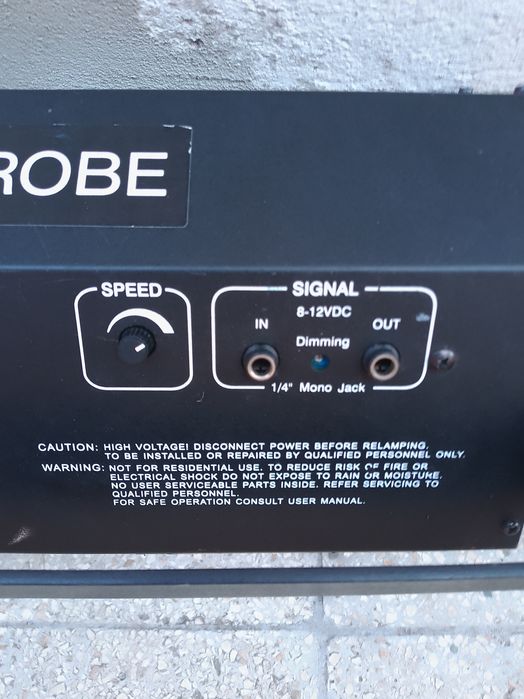 ROBE
SPEED
SIGNAL
8-12VDC
IN
OUT
Dimming
1/4" Mono Jack
CAUTION: HIGH VOLTAGE! DISCONNECT POWER BEFORE RELAMPING.
TO BE INSTALLED OR REPAIRED BY QUALIFIED PERSONNEL ONLY.
WARNING: NOT FOR RESIDENTIAL USE. TO REDUCE RISK OF FIRE OR
ELECTRICAL SHOCK DO NOT EXPOSE TO RAIN OR MOISTURE.
NO USER SERVICEABLE PARTS INSIDE. REFER SERVICING TO
QUALIFIED PERSONNEL.
FOR SAFE OPERATION CONSULT USER MANUAL.